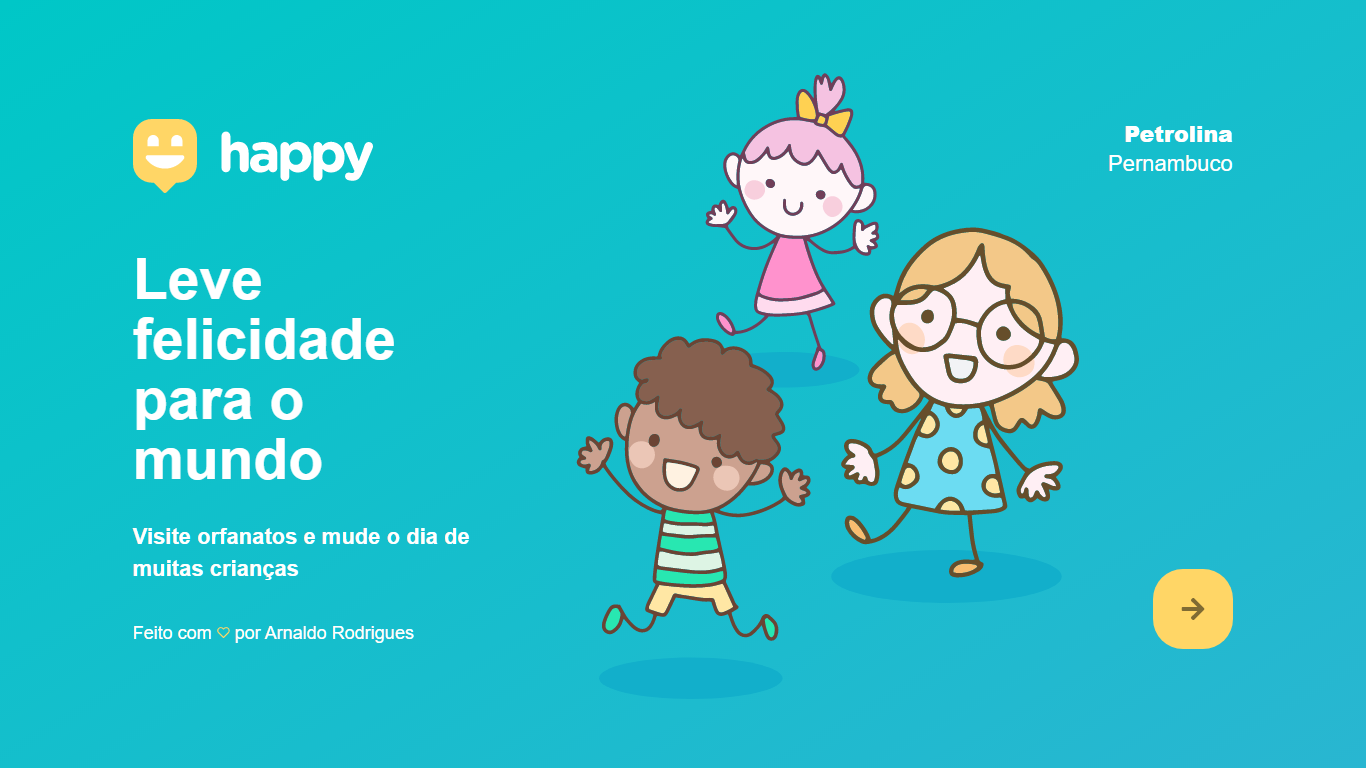 happy
Petrolina
Pernambuco
Leve
felicidade
para o
mundo
Visite orfanatos e mude o dia de
muitas crianças
Feito com ♡ por Arnaldo Rodrigues